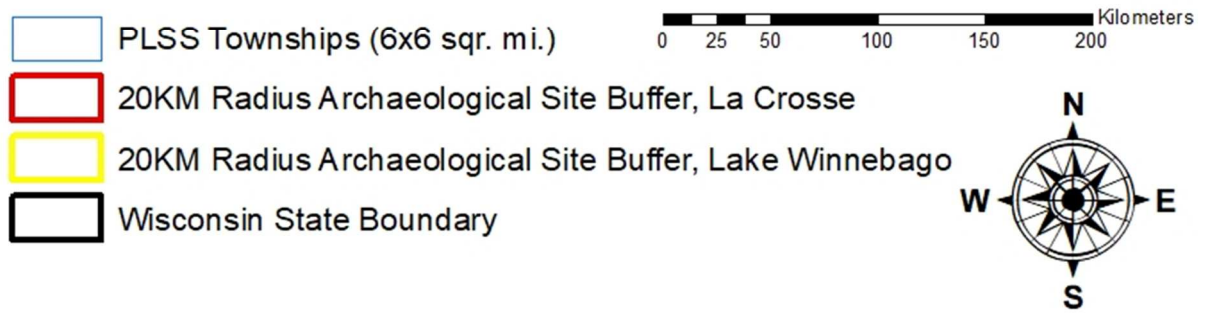 PLSS Townships (6x6 sqr. mi.)
20KM Radius Archaeological Site Buffer, La Crosse
20KM Radius Archaeological Site Buffer, Lake Winnebago
Wisconsin State Boundary
Kilometers
0 25 50 100 150 200
N
W E
S